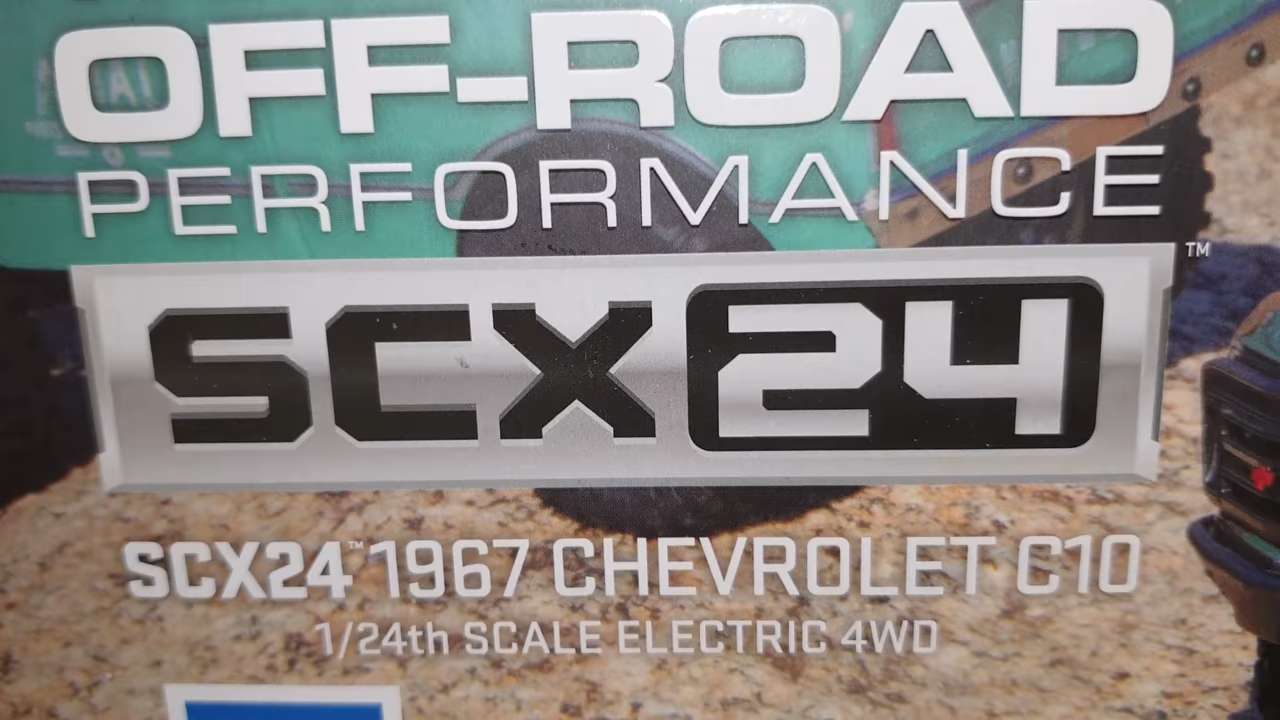 OFF-ROAD
PERFORMANCE
SCX24™
SCX24™ 1967 CHEVROLET C10
1/24th SCALE ELECTRIC 4WD